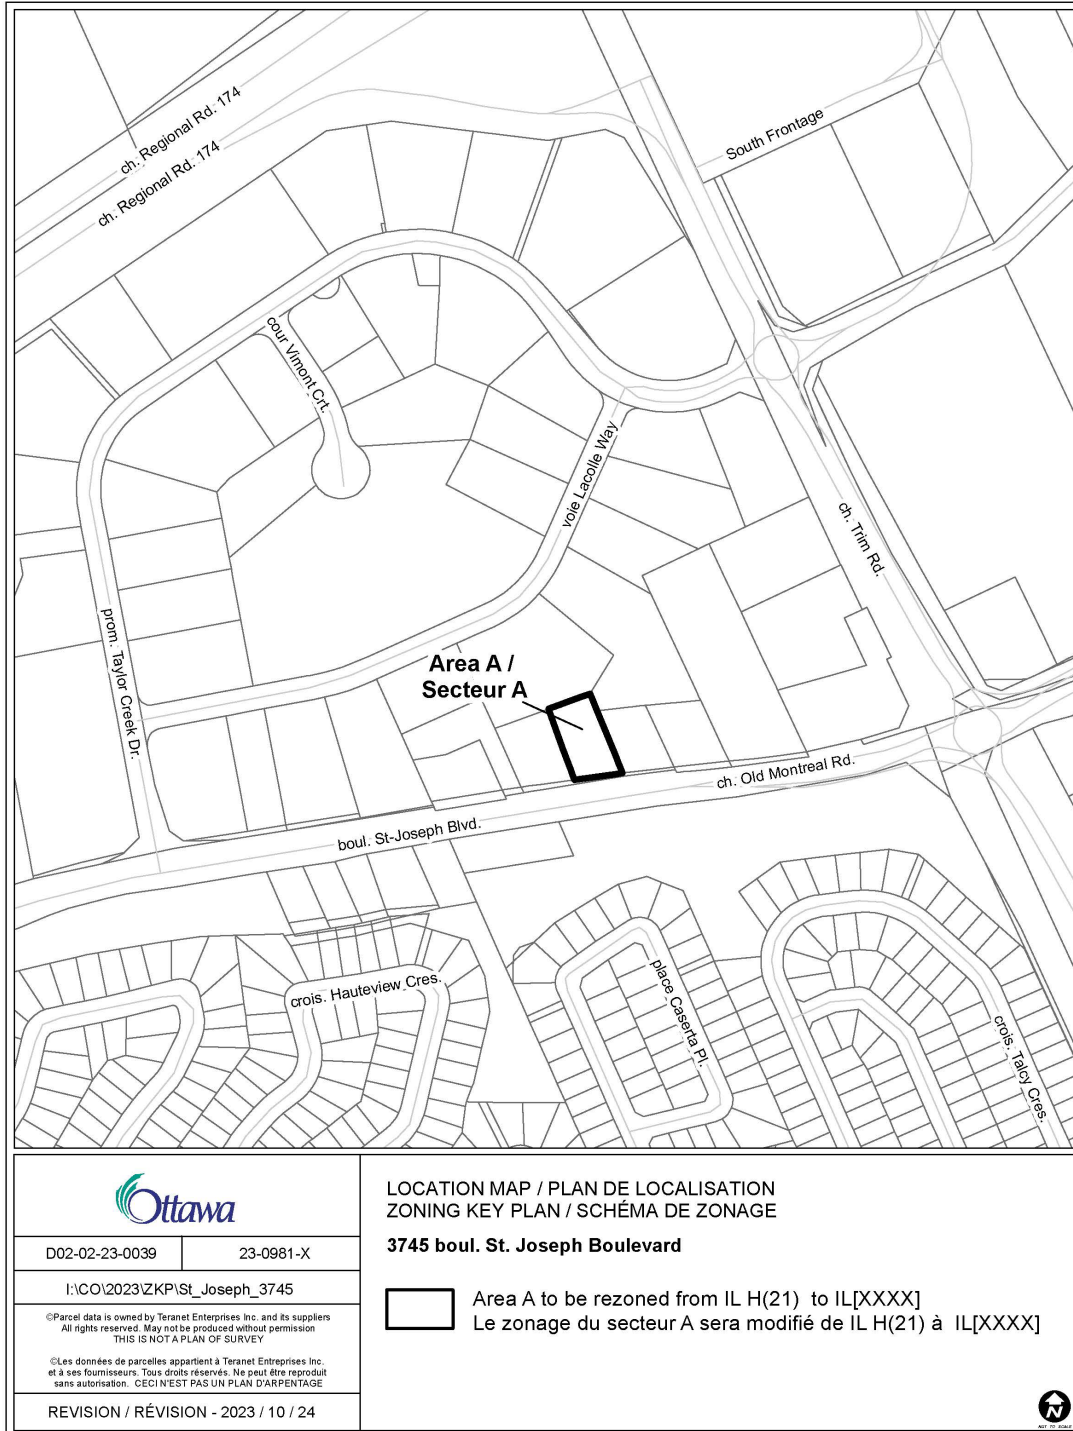 ch. Regional Rd. 174
ch. Regional Rd. 174
South Frontage
cour Vimont Crt.
voie Lacolle Way
ch. Trim Rd.
prom. Taylor Creek Dr.
Area A /
Secteur A
ch. Old Montreal Rd.
boul. St-Joseph Blvd.
crois. Hauteview Cres.
place Caserta Pl.
crois. Talcy Cres.
Ottawa
D02-02-23-0039
23-0981-X
I:\CO\2023\ZKP\St_Joseph_3745
©Parcel data is owned by Teranet Enterprises Inc. and its suppliers
All rights reserved. May not be produced without permission
THIS IS NOT A PLAN OF SURVEY
©Les données de parcelles appartient à Teranet Entreprises Inc.
et à ses fournisseurs. Tous droits réservés. Ne peut être reproduit
sans autorisation. CECI N'EST PAS UN PLAN D'ARPENTAGE
REVISION / RÉVISION - 2023 / 10 / 24
LOCATION MAP / PLAN DE LOCALISATION
ZONING KEY PLAN / SCHÉMA DE ZONAGE
3745 boul. St. Joseph Boulevard
Area A to be rezoned from IL H(21) to IL[XXXX]
Le zonage du secteur A sera modifié de IL H(21) à IL[XXXX]
N
NOT TO SCALE